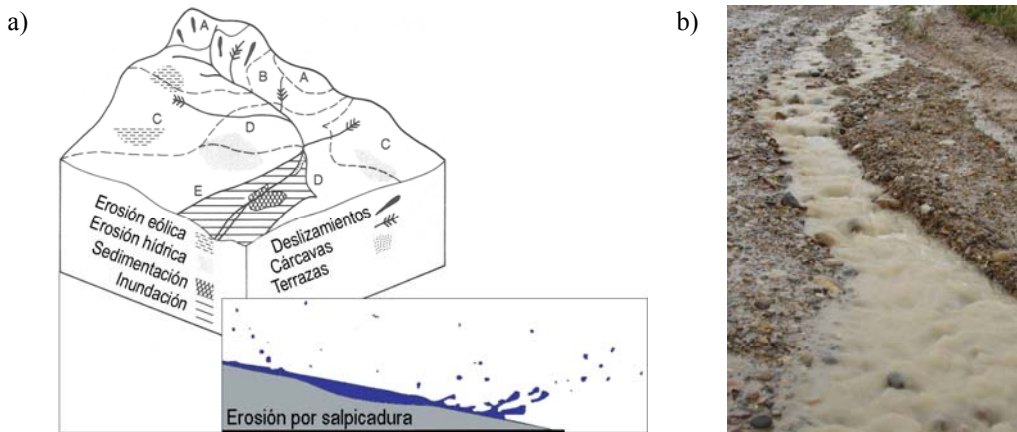 a)
b)
A
B
A
C
D
C
E
D
Erosión eólica
Erosión hídrica
Sedimentación
Inundación
Deslizamientos
Cárcavas
Terrazas
Erosión por salpicadura